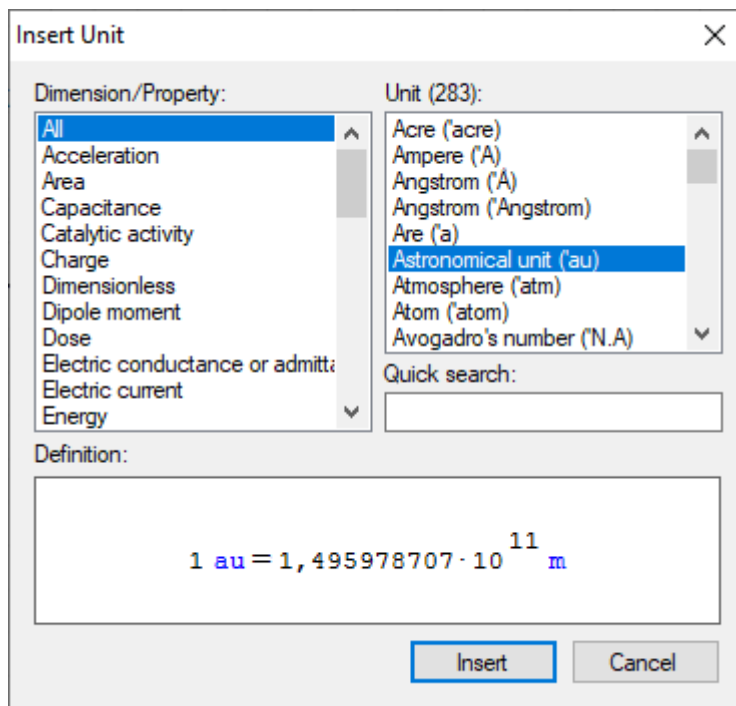 Insert Unit
Dimension/Property:
All
Acceleration
Area
Capacitance
Catalytic activity
Charge
Dimensionless
Dipole moment
Dose
Electric conductance or admitta
Electric current
Energy
Unit (283):
Acre ('acre)
Ampere ('A)
Angstrom ('Å)
Angstrom ('Angstrom)
Are ('a)
Astronomical unit ('au)
Atmosphere ('atm)
Atom ('atom)
Avogadro's number ('N.A)
Quick search:
Definition:
1 au = 1,495978707·10^11 m
Insert
Cancel